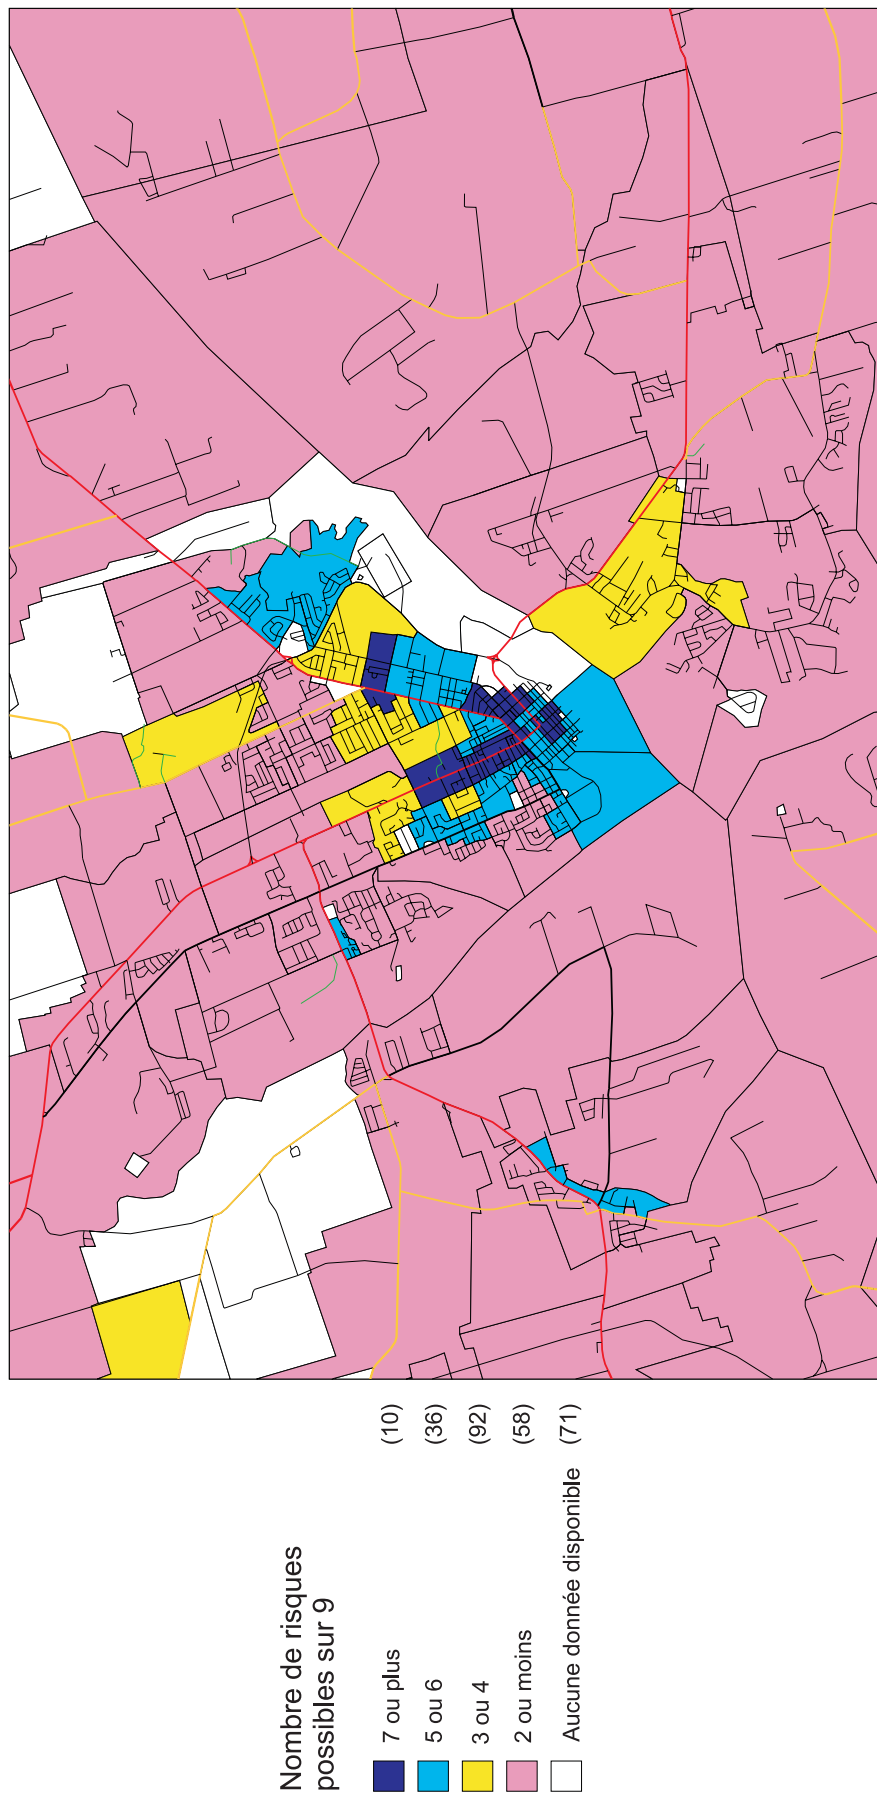 Nombre de risques
possibles sur 9
7 ou plus (10)
5 ou 6 (36)
3 ou 4 (92)
2 ou moins (58)
Aucune donnée disponible (71)